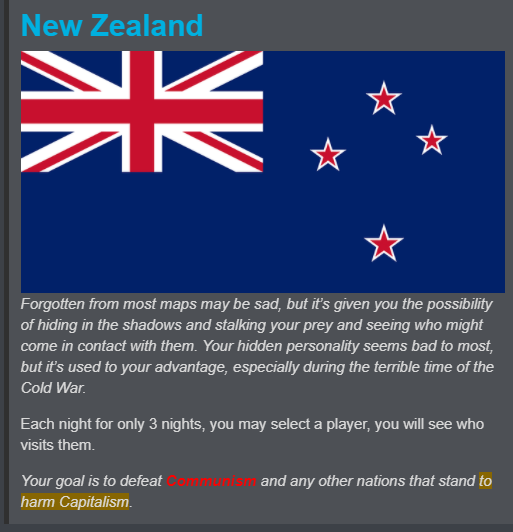 New Zealand
Forgotten from most maps may be sad, but it's given you the possibility
of hiding in the shadows and stalking your prey and seeing who might
come in contact with them. Your hidden personality seems bad to most,
but it's used to your advantage, especially during the terrible time of the
Cold War.
Each night for only 3 nights, you may select a player, you will see who
visits them.
Your goal is to defeat Communism and any other nations that stand to
harm Capitalism.